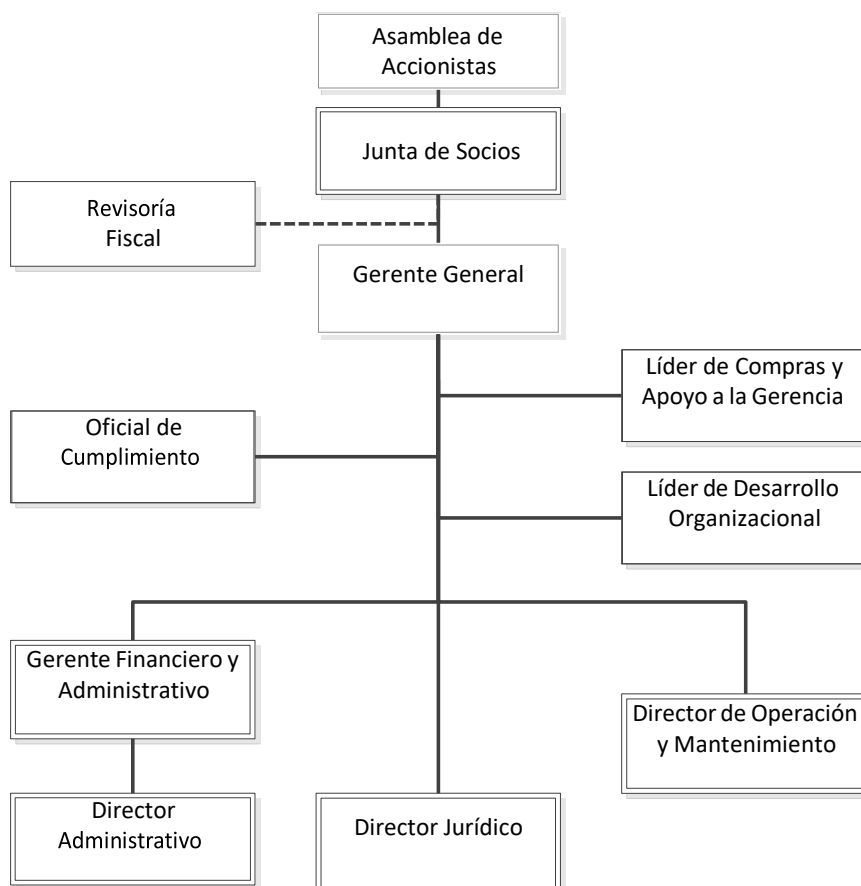 Asamblea de
Accionistas
Junta de Socios
Revisoría
Fiscal
Gerente General
Líder de Compras y
Apoyo a la Gerencia
Oficial de
Cumplimiento
Líder de Desarrollo
Organizacional
Gerente Financiero y
Administrativo
Director de Operación
y Mantenimiento
Director
Administrativo
Director Jurídico